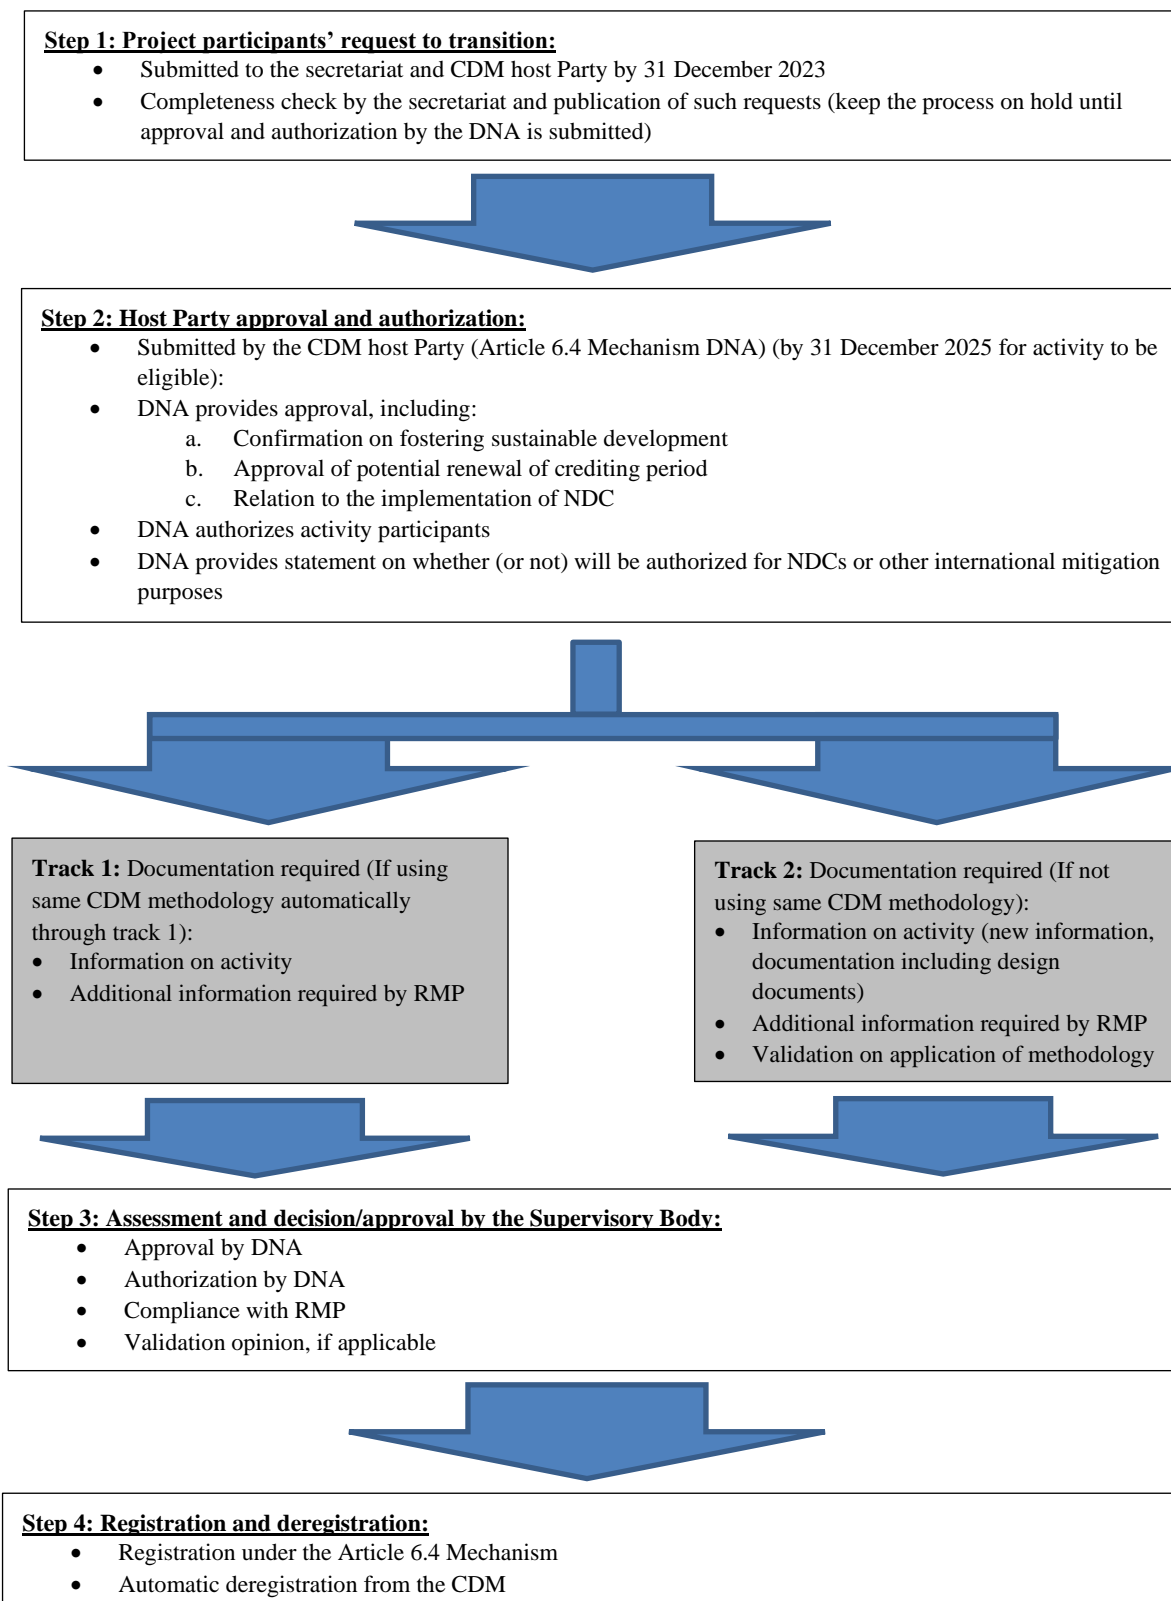 Step 1: Project participants’ request to transition:
• Submitted to the secretariat and CDM host Party by 31 December 2023
• Completeness check by the secretariat and publication of such requests (keep the process on hold until
approval and authorization by the DNA is submitted)
Step 2: Host Party approval and authorization:
• Submitted by the CDM host Party (Article 6.4 Mechanism DNA) (by 31 December 2025 for activity to be
eligible):
• DNA provides approval, including:
a. Confirmation on fostering sustainable development
b. Approval of potential renewal of crediting period
c. Relation to the implementation of NDC
• DNA authorizes activity participants
• DNA provides statement on whether (or not) will be authorized for NDCs or other international mitigation
purposes
Track 1: Documentation required (If using
same CDM methodology automatically
through track 1):
• Information on activity
• Additional information required by RMP
Track 2: Documentation required (If not
using same CDM methodology):
• Information on activity (new information,
documentation including design
documents)
• Additional information required by RMP
• Validation on application of methodology
Step 3: Assessment and decision/approval by the Supervisory Body:
• Approval by DNA
• Authorization by DNA
• Compliance with RMP
• Validation opinion, if applicable
Step 4: Registration and deregistration:
• Registration under the Article 6.4 Mechanism
• Automatic deregistration from the CDM